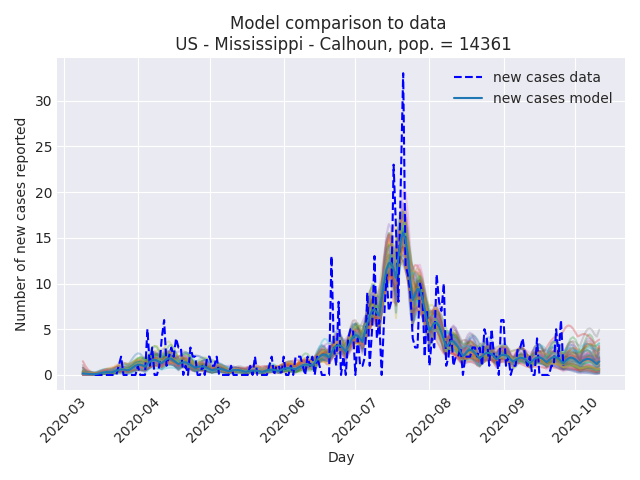 Model comparison to data
US - Mississippi - Calhoun, pop. = 14361
new cases data
new cases model
Number of new cases reported
30
25
20
15
10
5
0
2020-03
2020-04
2020-05
2020-06
2020-07
2020-08
2020-09
2020-10
Day